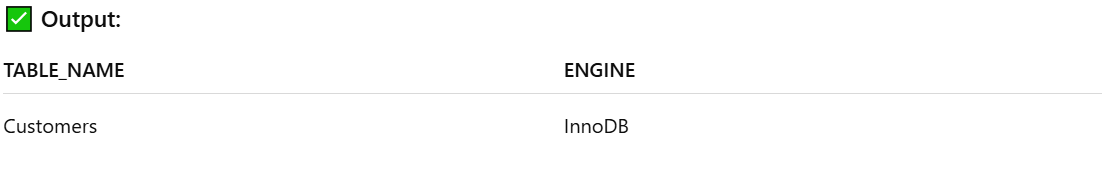 ✅ Output:
TABLE_NAME ENGINE
Customers InnoDB